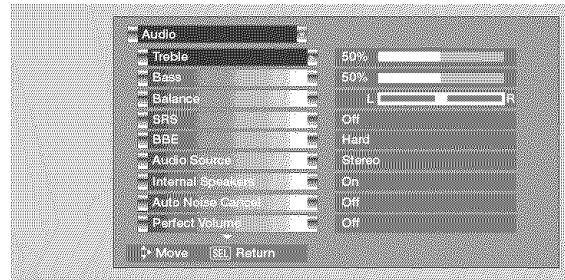 Audio
Treble 50%
Bass 50%
Balance L R
SRS Off
BBE Hard
Audio Source Stereo
Internal Speakers On
Auto Noise Cancel Off
Perfect Volume Off
Move SEL Return